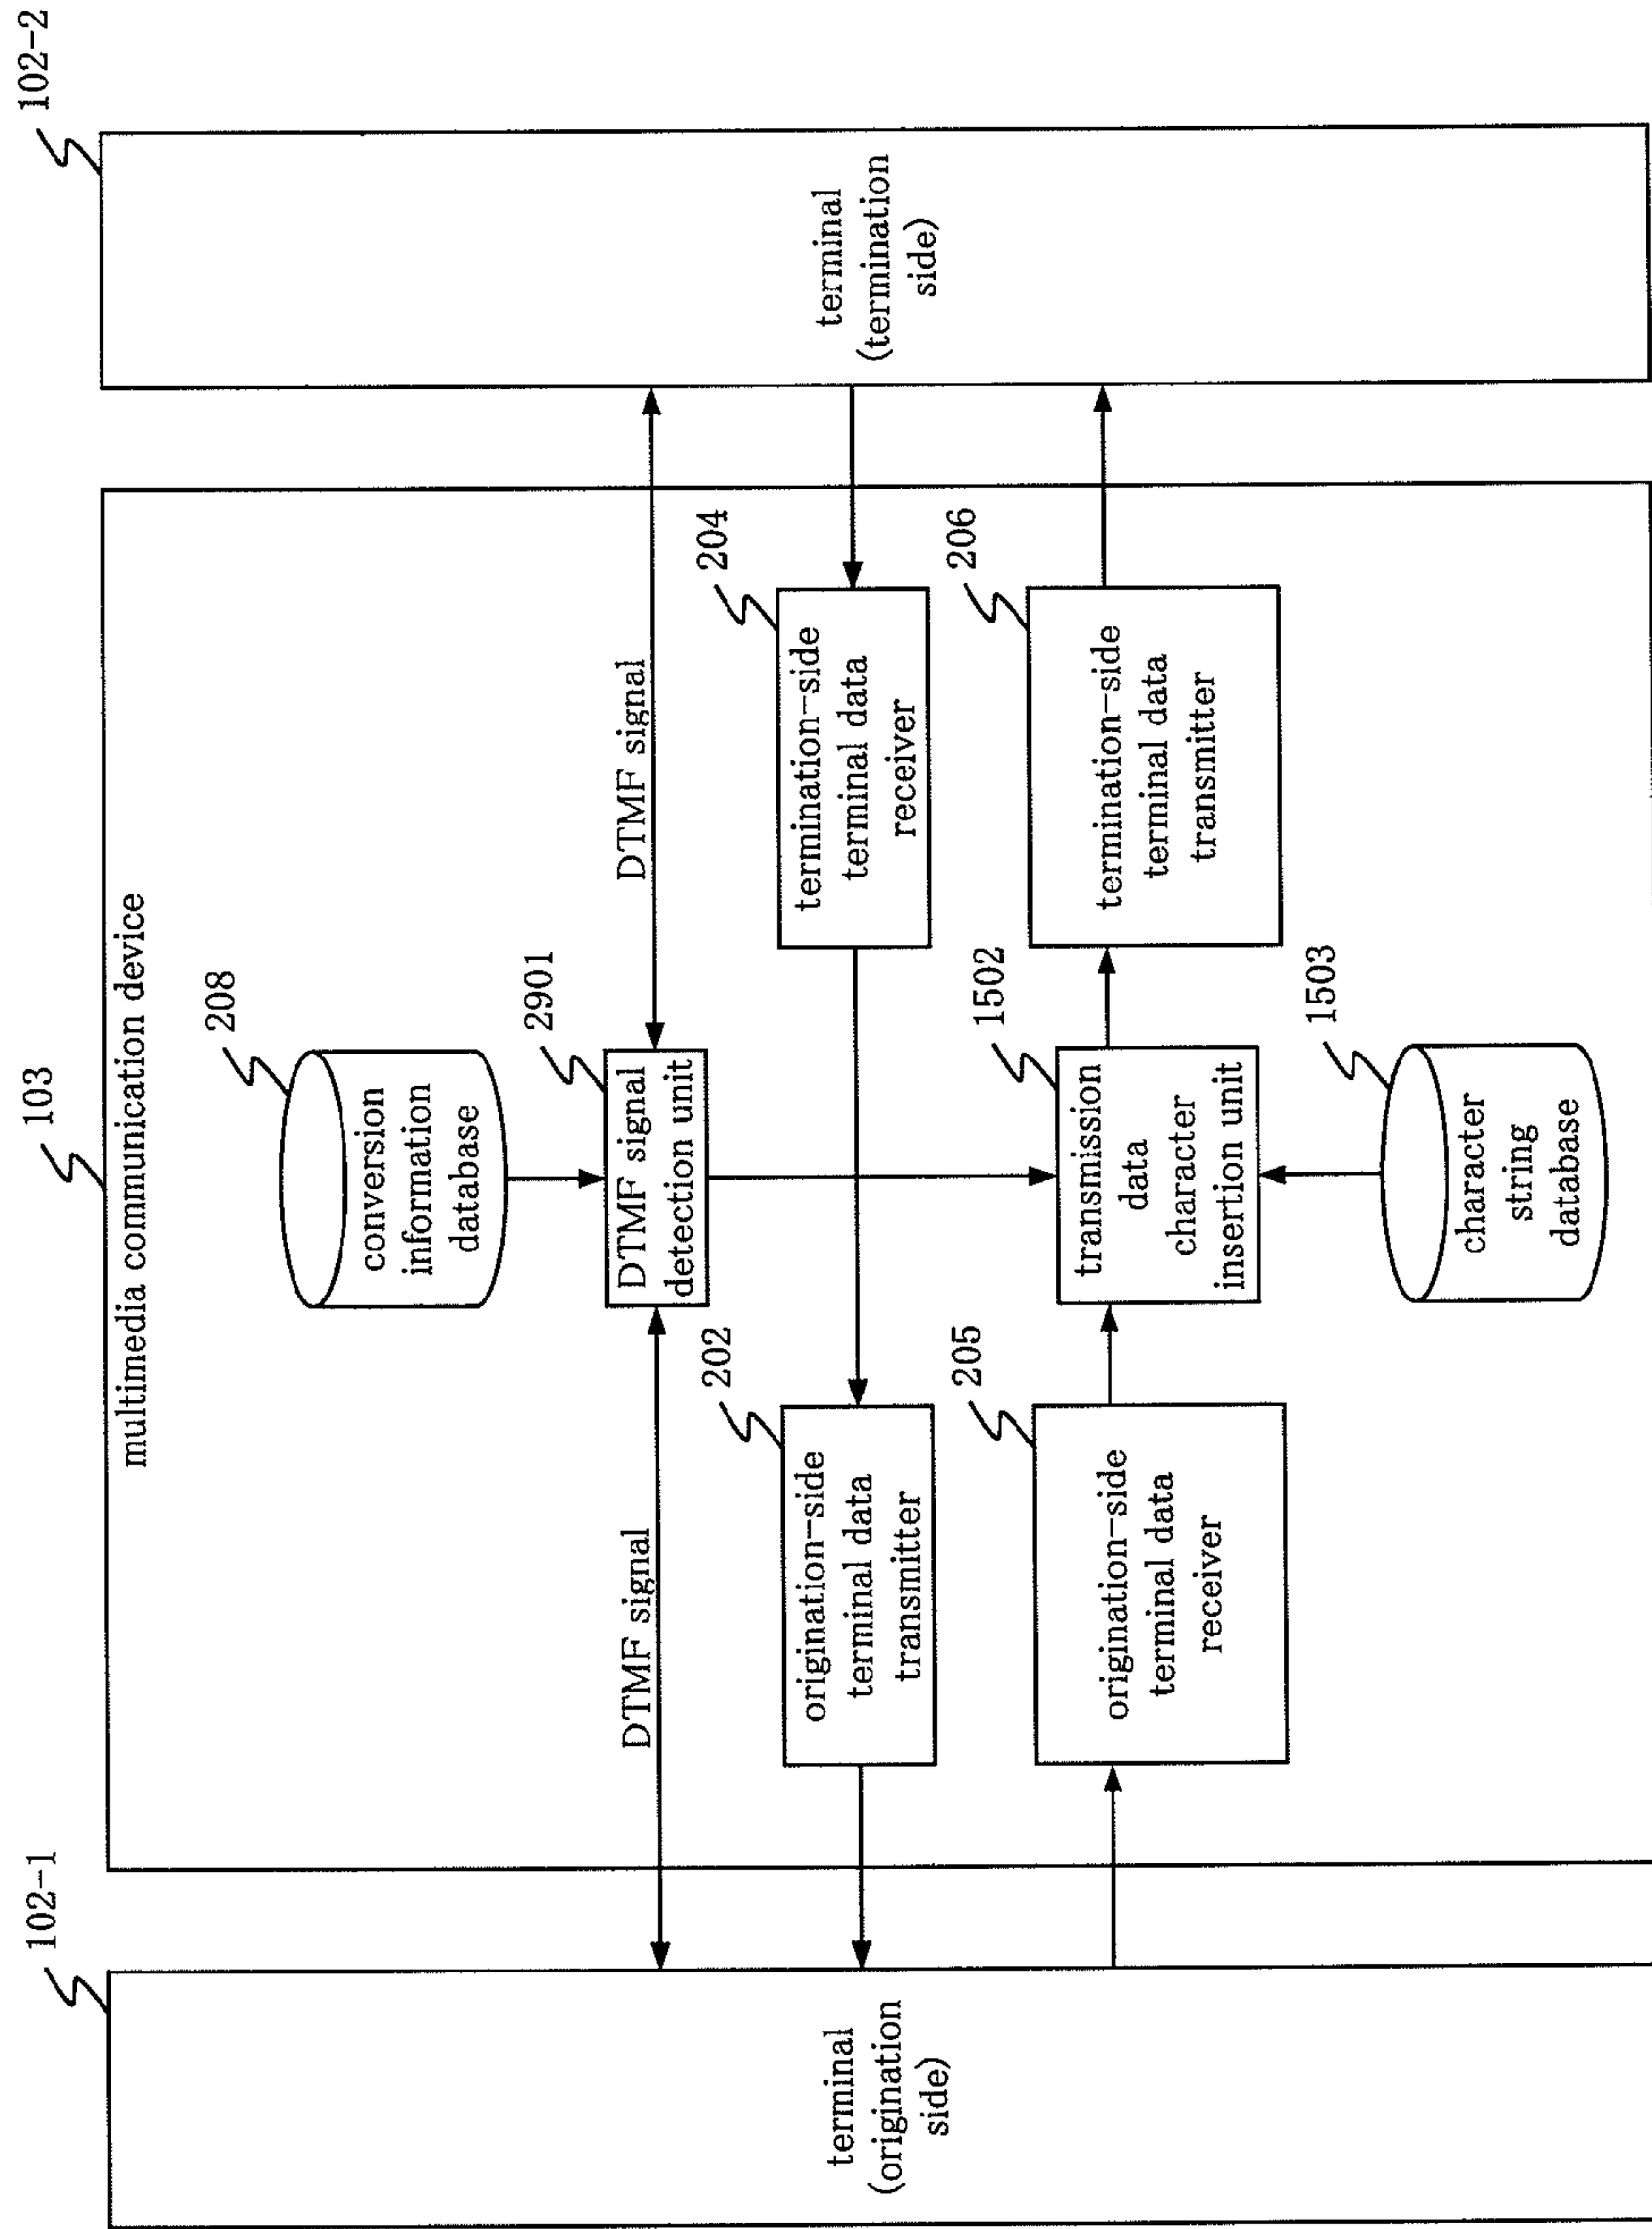 102-1
103
102-2
multimedia communication device
208
conversion
information
database
2901
DTMF signal
DTMF signal
detection unit
DTMF signal
terminal
(origination
side)
202
origination-side
terminal data
transmitter
204
termination-side
terminal data
receiver
terminal
(termination
side)
205
origination-side
terminal data
receiver
1502
transmission
data
character
insertion unit
206
termination-side
terminal data
transmitter
1503
character
string
database